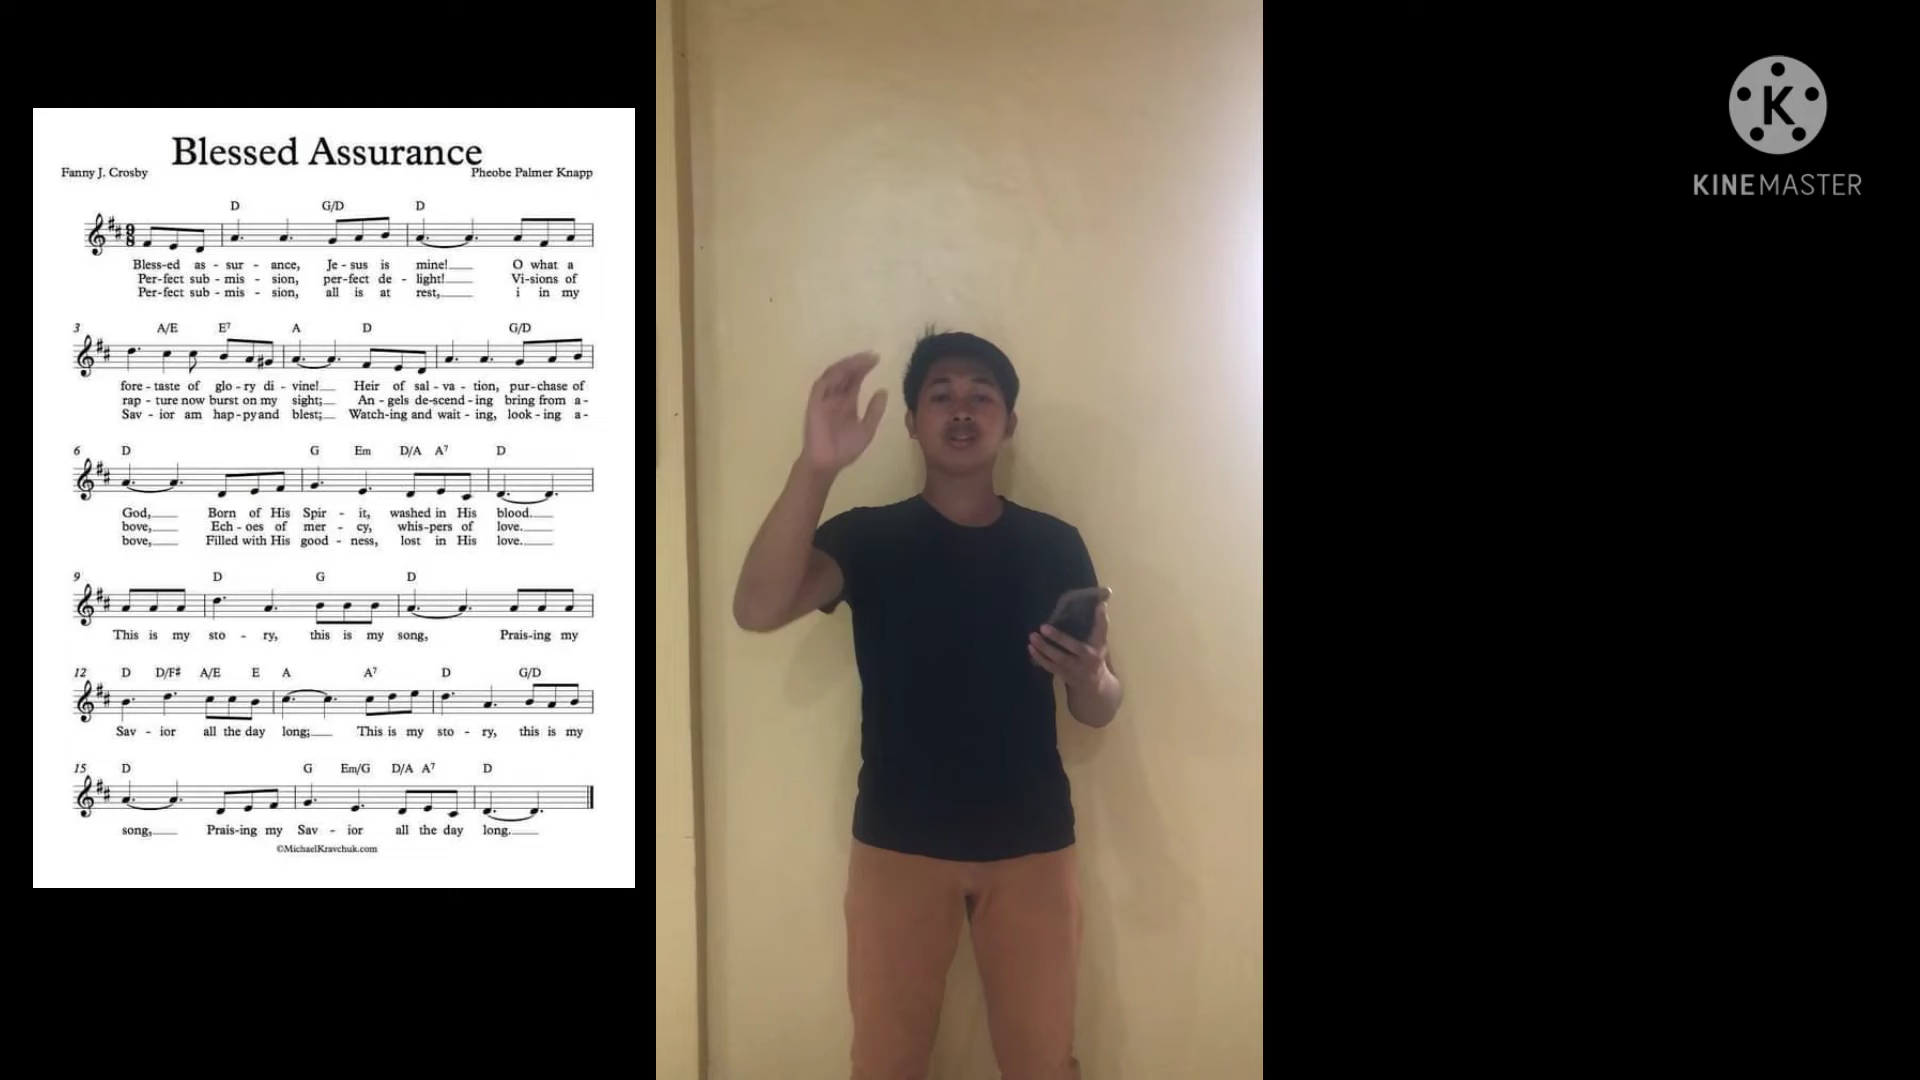 Blessed Assurance
Fanny J. Crosby
Pheobe Palmer Knapp
D G/D D
Bless-ed as - sur - ance, Je - sus is mine! O what a
Per-fect sub - mis - sion, per-fect de - light! Vi-sions of
Per-fect sub - mis - sion, all is at rest, i in my
3 A/E E7 A D G/D
fore - taste of glo - ry di - vine! Heir of sal - va - tion, pur-chase of
rap - ture now burst on my sight; An - gels de-scend - ing bring from a -
Sav - ior am hap-py and blest; Watch-ing and wait - ing, look - ing a -
6 D G Em D/A A7 D
God, Born of His Spir - it, washed in His blood.
bove, Ech - oes of mer - cy, whis-pers of love.
bove, Filled with His good - ness, lost in His love.
9 D G D
This is my sto - ry, this is my song, Prais-ing my
12 D D/F♯ A/E E A A7 D G/D
Sav - ior all the day long; This is my sto - ry, this is my
15 D G Em/G D/A A7 D
song, Prais-ing my Sav - ior all the day long.
©MichaelKravchuk.com
K
KINEMASTER